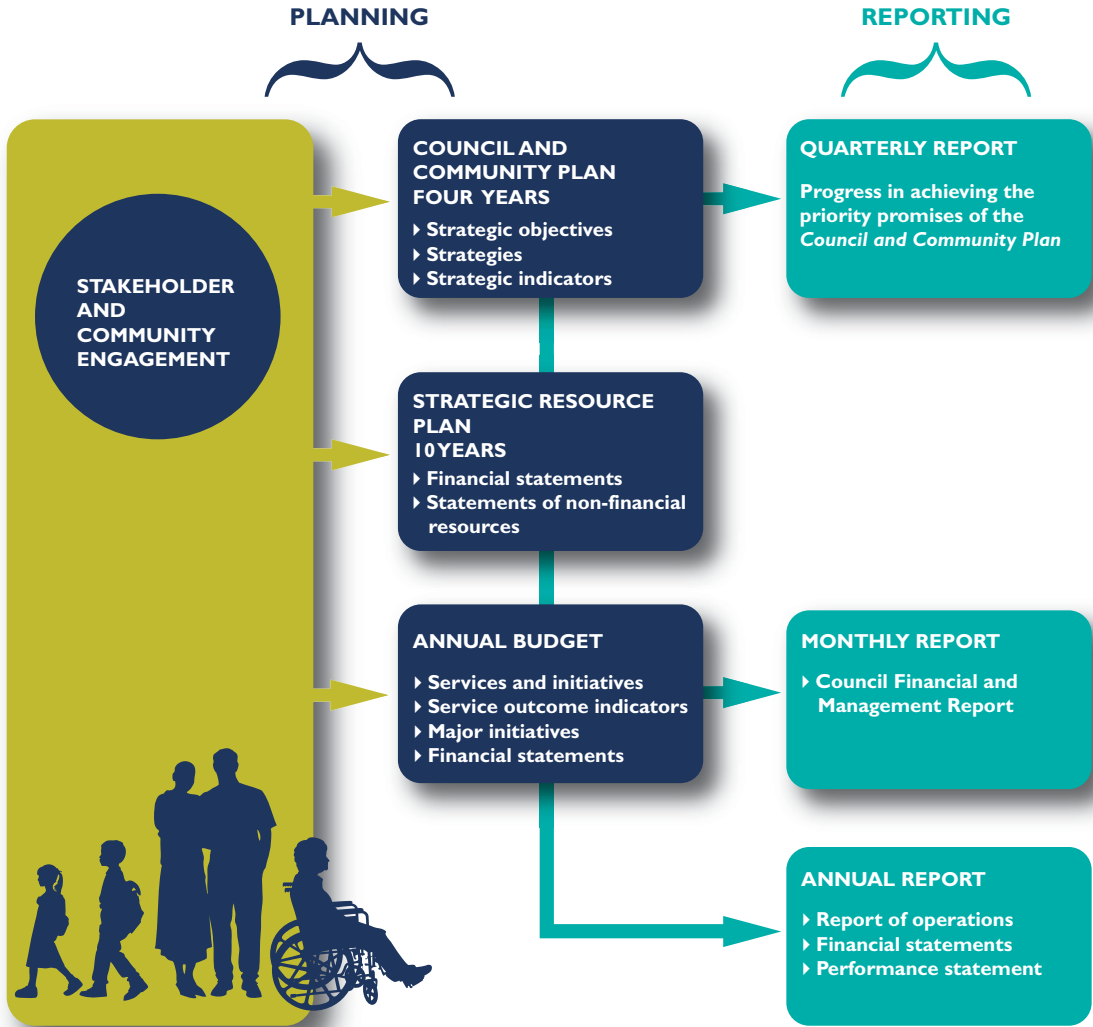 PLANNING
REPORTING
STAKEHOLDER
AND
COMMUNITY
ENGAGEMENT
COUNCIL AND
COMMUNITY PLAN
FOUR YEARS
Strategic objectives
Strategies
Strategic indicators
QUARTERLY REPORT
Progress in achieving the
priority promises of the
Council and Community Plan
STRATEGIC RESOURCE
PLAN
10 YEARS
Financial statements
Statements of non-financial
resources
ANNUAL BUDGET
Services and initiatives
Service outcome indicators
Major initiatives
Financial statements
MONTHLY REPORT
Council Financial and
Management Report
ANNUAL REPORT
Report of operations
Financial statements
Performance statement